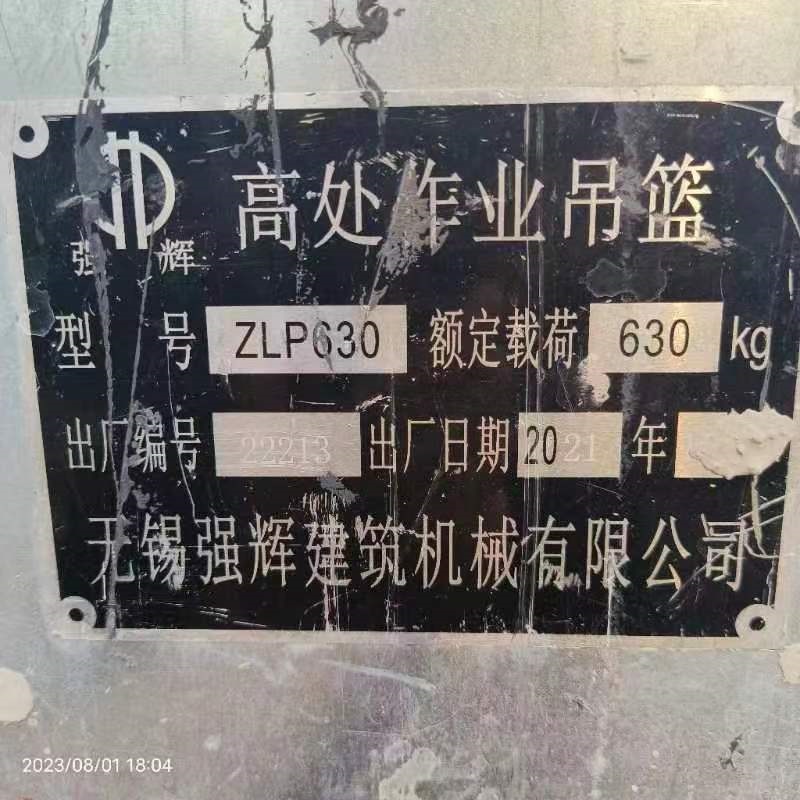 强辉 高处作业吊篮
型号 ZLP630 额定载荷 630 kg
出厂编号 22213 出厂日期 2021 年
无锡强辉建筑机械有限公司
2023/08/01 18:04